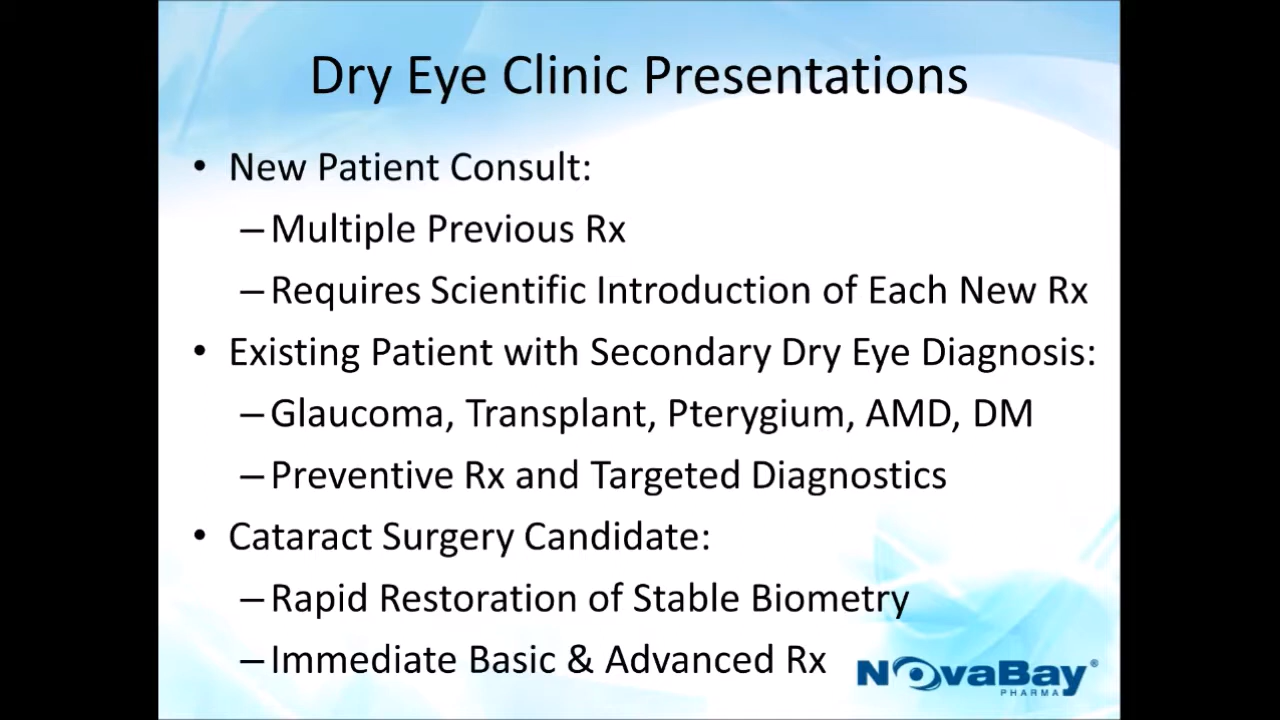 Dry Eye Clinic Presentations
• New Patient Consult:
– Multiple Previous Rx
– Requires Scientific Introduction of Each New Rx
• Existing Patient with Secondary Dry Eye Diagnosis:
– Glaucoma, Transplant, Pterygium, AMD, DM
– Preventive Rx and Targeted Diagnostics
• Cataract Surgery Candidate:
– Rapid Restoration of Stable Biometry
– Immediate Basic & Advanced Rx
NovaBay®
PHARMA